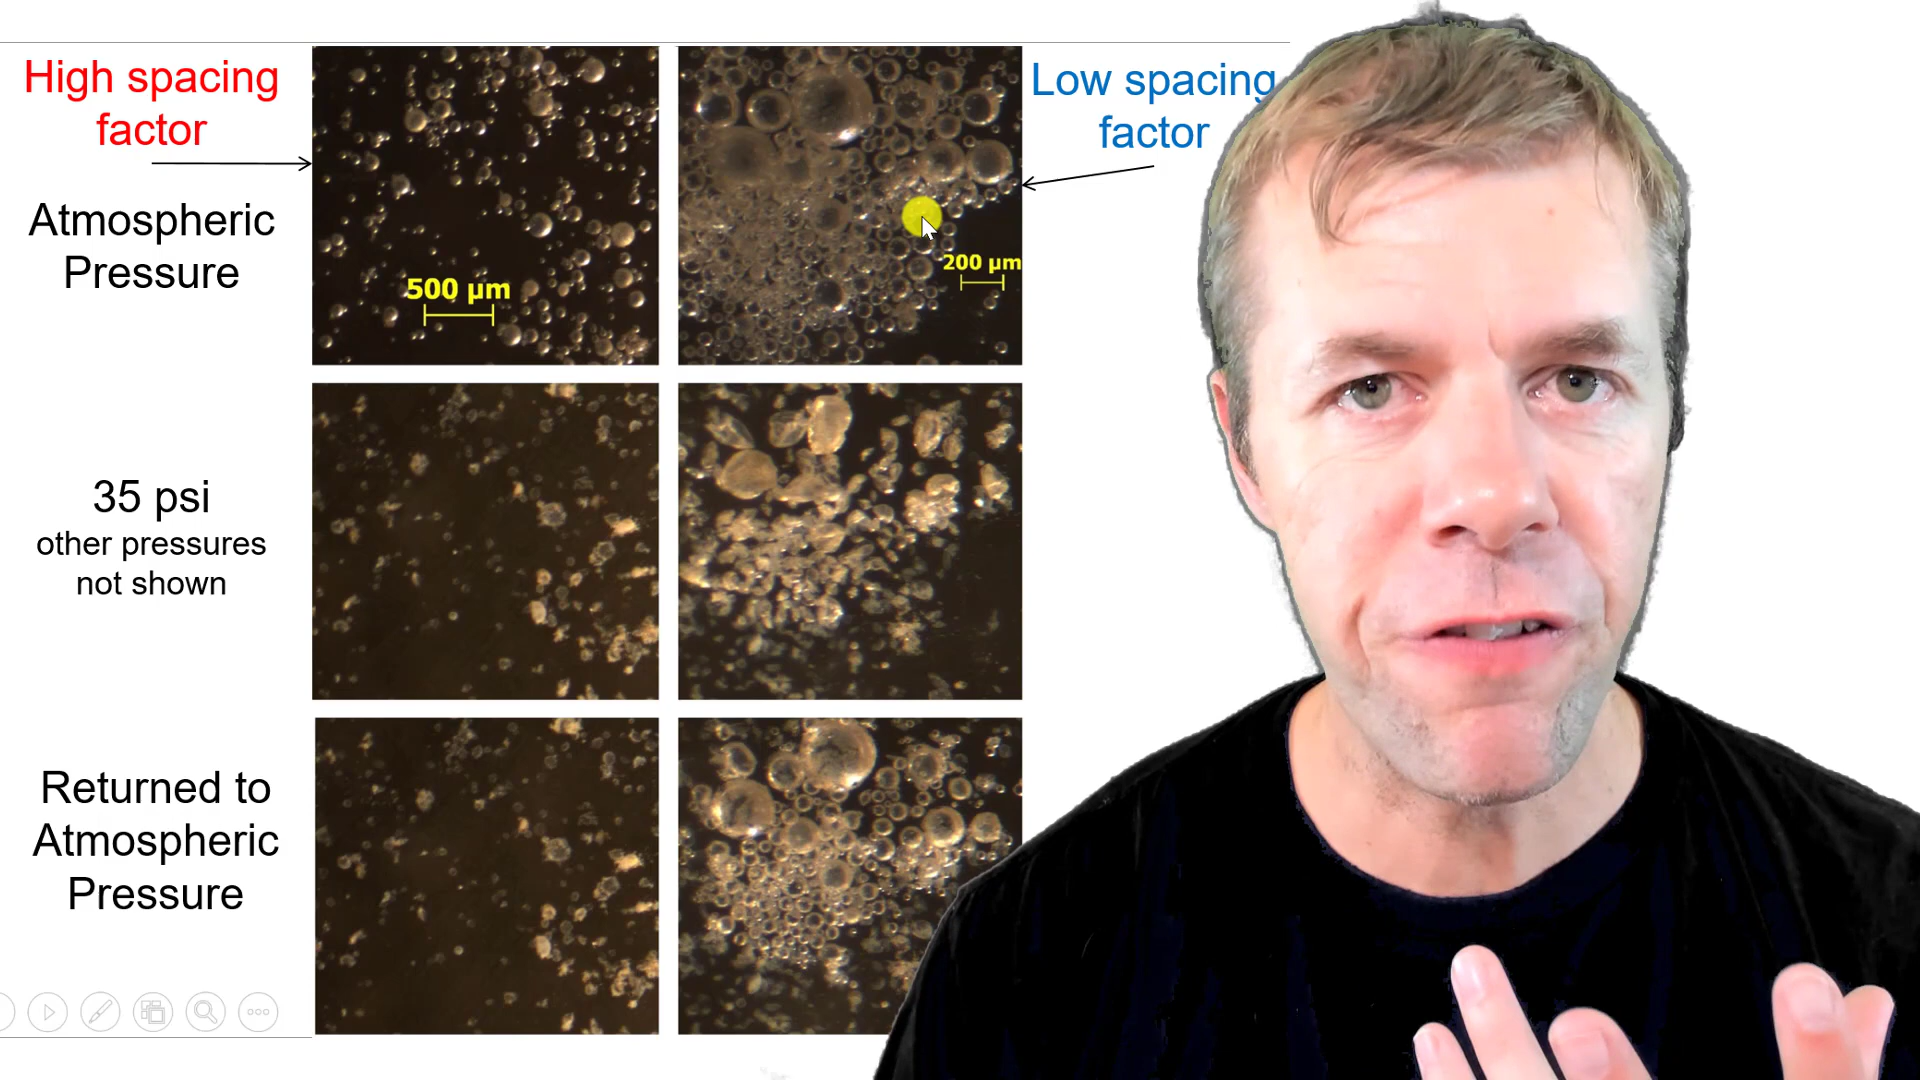 High spacing
factor
Low spacing
factor
Atmospheric
Pressure
500 µm
200 µm
35 psi
other pressures
not shown
Returned to
Atmospheric
Pressure